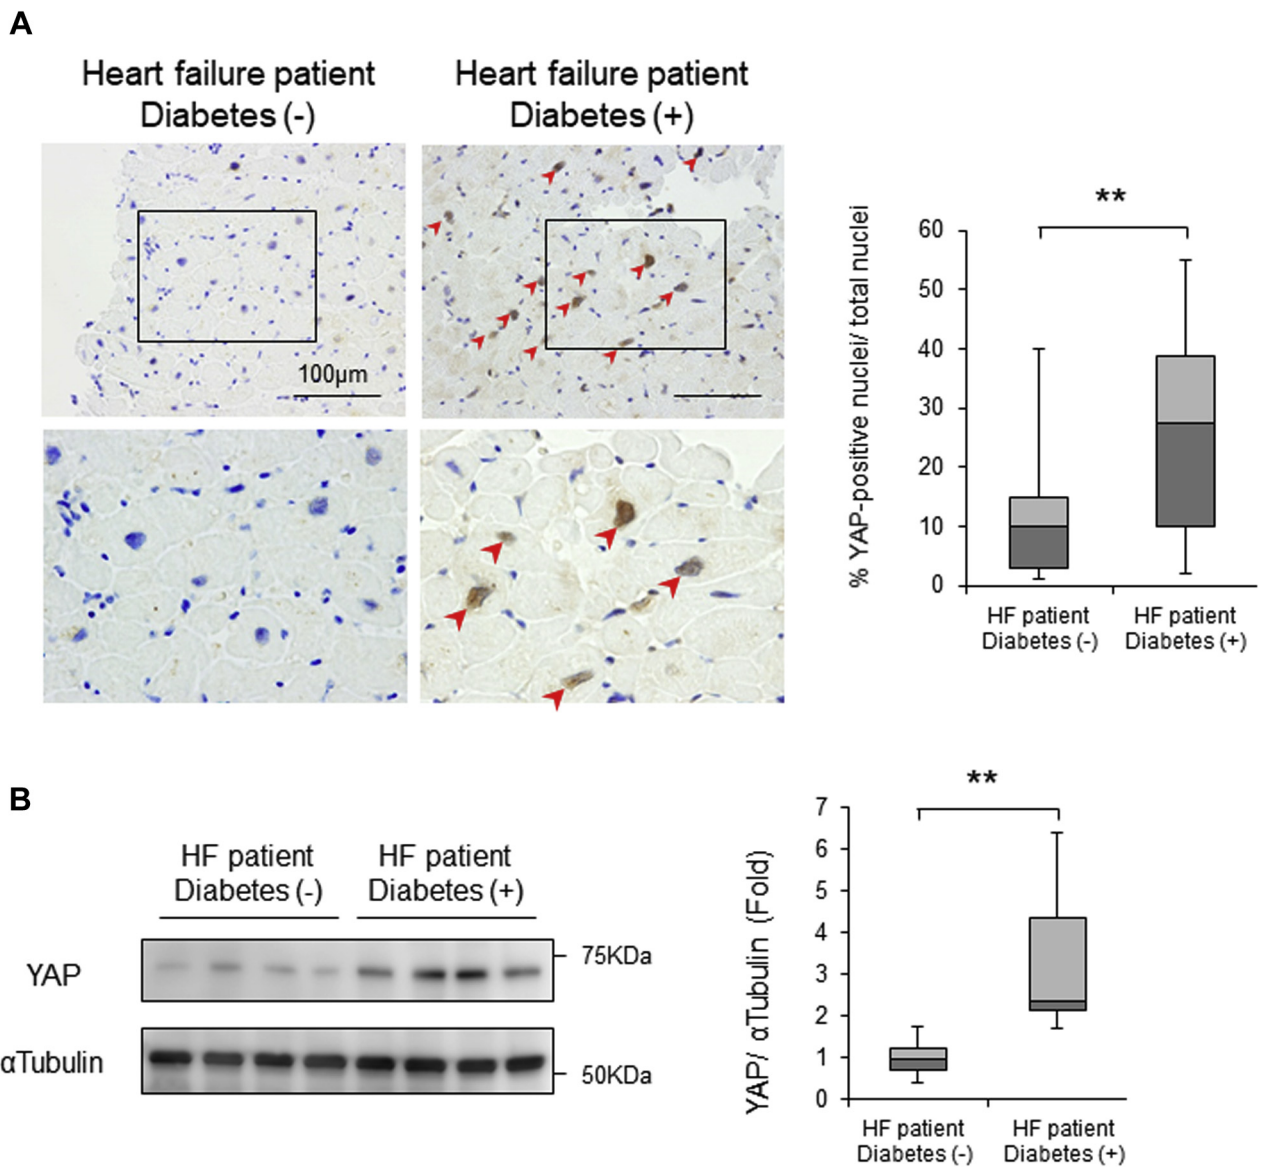 A
Heart failure patient
Diabetes (-)
Heart failure patient
Diabetes (+)
100μm
**
% YAP-positive nuclei/ total nuclei
60
50
40
30
20
10
0
HF patient
Diabetes (-)
HF patient
Diabetes (+)
B
HF patient
Diabetes (-)
HF patient
Diabetes (+)
YAP
75KDa
αTubulin
50KDa
**
YAP/ αTubulin (Fold)
7
6
5
4
3
2
1
0
HF patient
Diabetes (-)
HF patient
Diabetes (+)